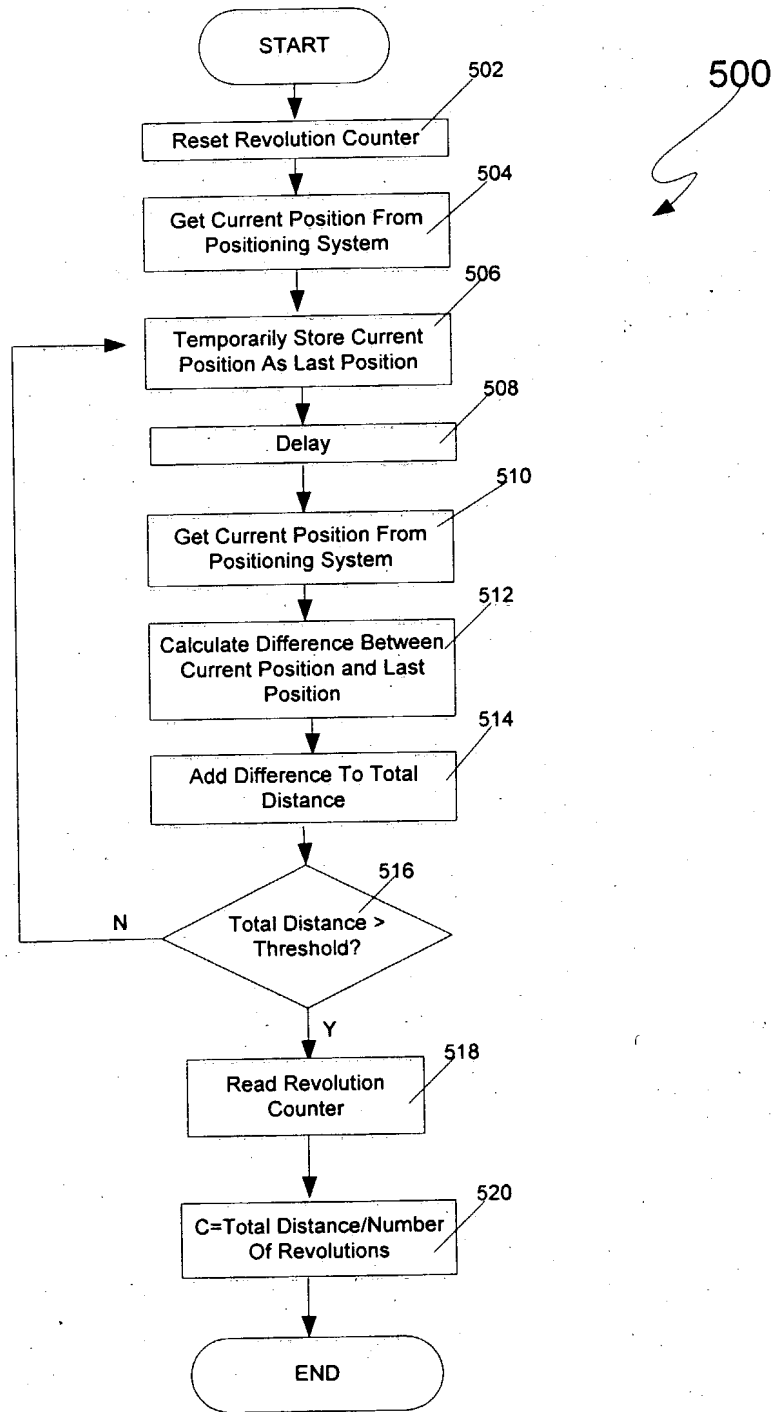 START
500
502
Reset Revolution Counter
504
Get Current Position From
Positioning System
506
Temporarily Store Current
Position As Last Position
508
Delay
510
Get Current Position From
Positioning System
512
Calculate Difference Between
Current Position and Last
Position
514
Add Difference To Total
Distance
516
Total Distance >
Threshold?
N
Y
518
Read Revolution
Counter
520
C=Total Distance/Number
Of Revolutions
END